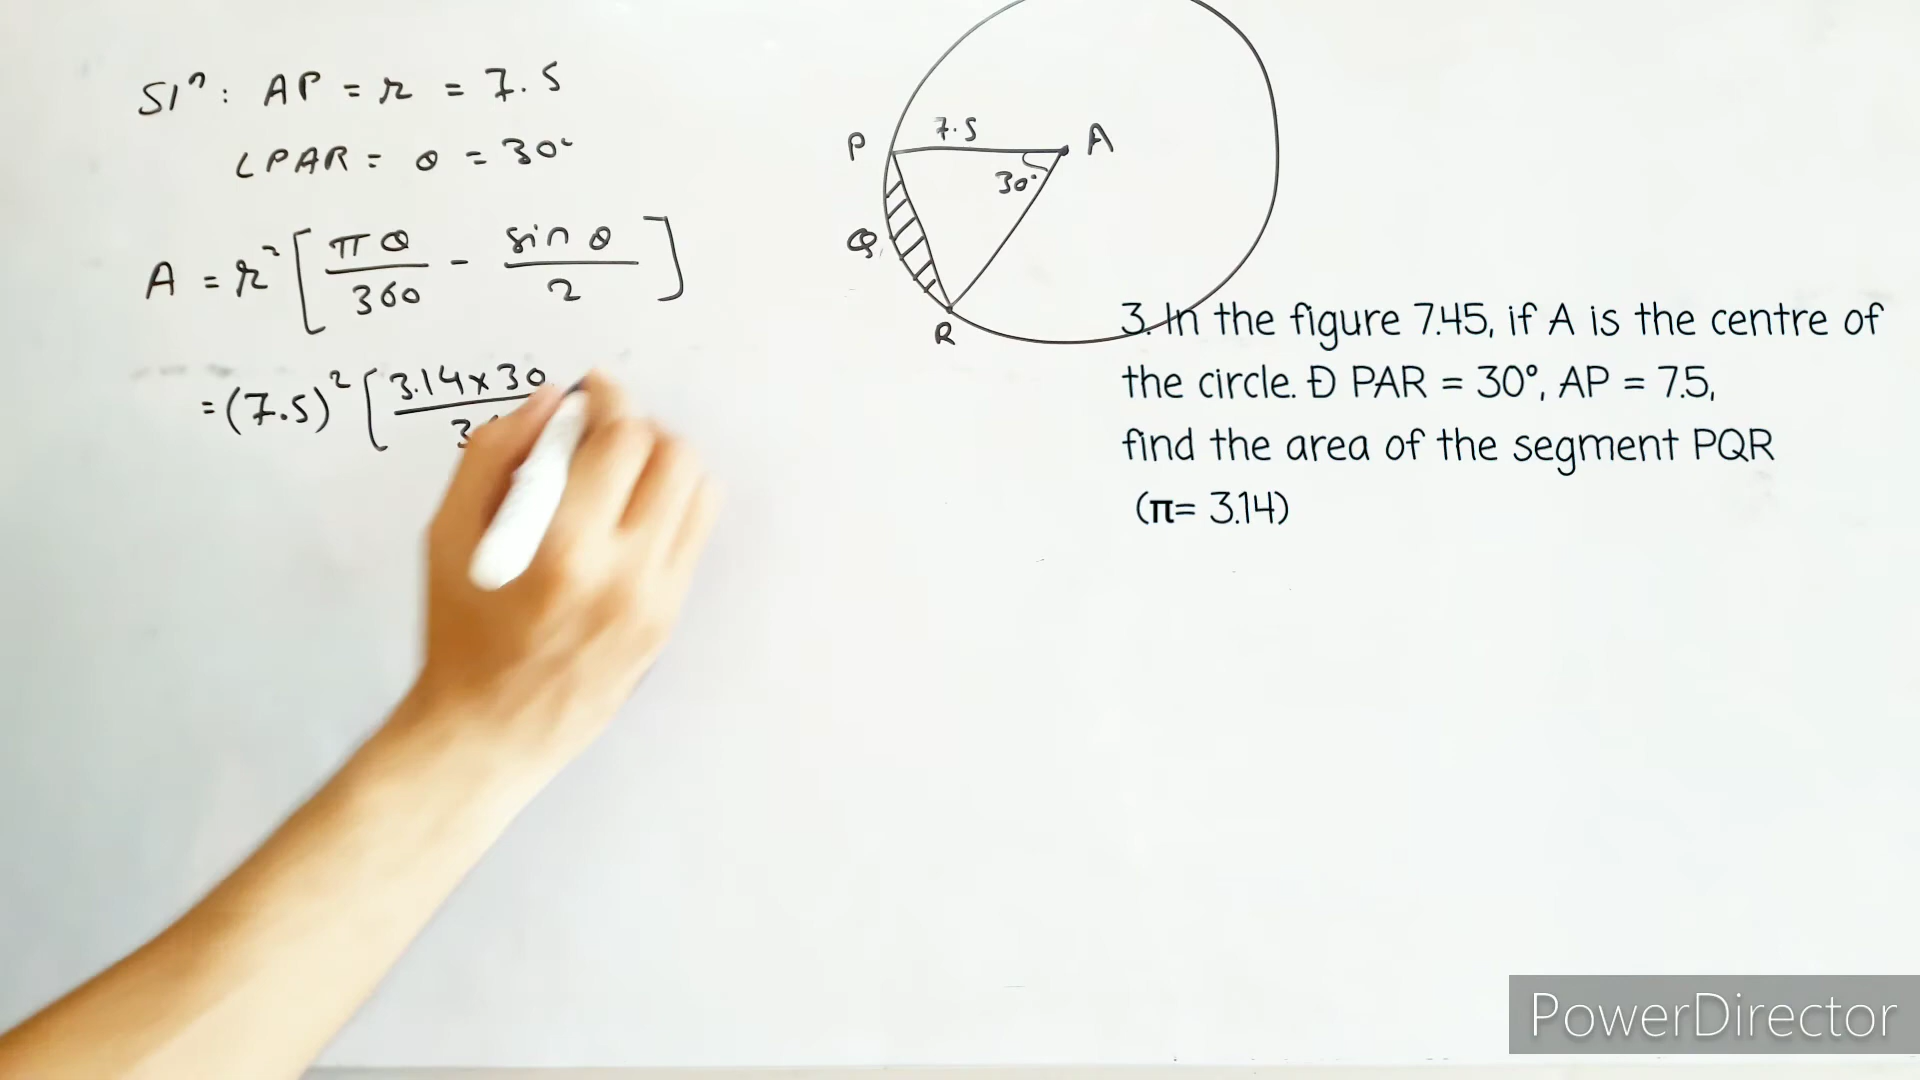 Slⁿ: AP = r = 7.5
∠PAR = θ = 30°
A = r² [ πθ/360 - sin θ/2 ]
= (7.5)² [ 3.14×30
P
7.5
A
30°
Q
R
3. In the figure 7.45, if A is the centre of
the circle. Đ PAR = 30°, AP = 7.5,
find the area of the segment PQR
(π= 3.14)
PowerDirector